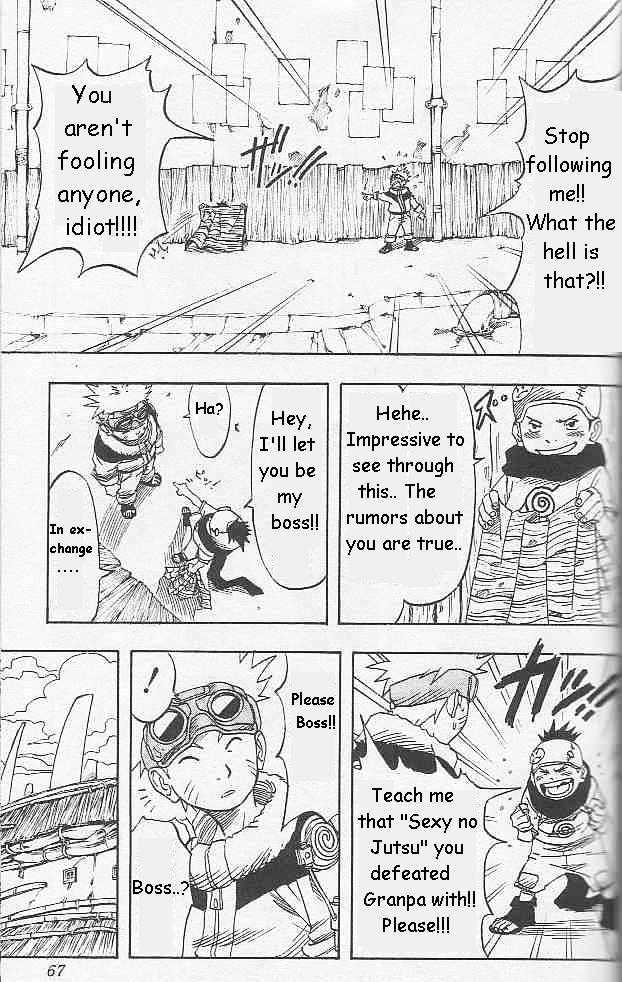 Stop
following
me!!
What the
hell is
that?!!
You
aren't
fooling
anyone,
idiot!!!!
Hehe..
Impressive to
see through
this.. The
rumors about
you are true..
Hey,
I'll let
you be
my
boss!!
Ha?
In ex-
change
....
ガッ!!
Teach me
that "Sexy no
Jutsu" you
defeated
Granpa with!!
Please!!!
Please
Boss!!
!
Boss..?
67